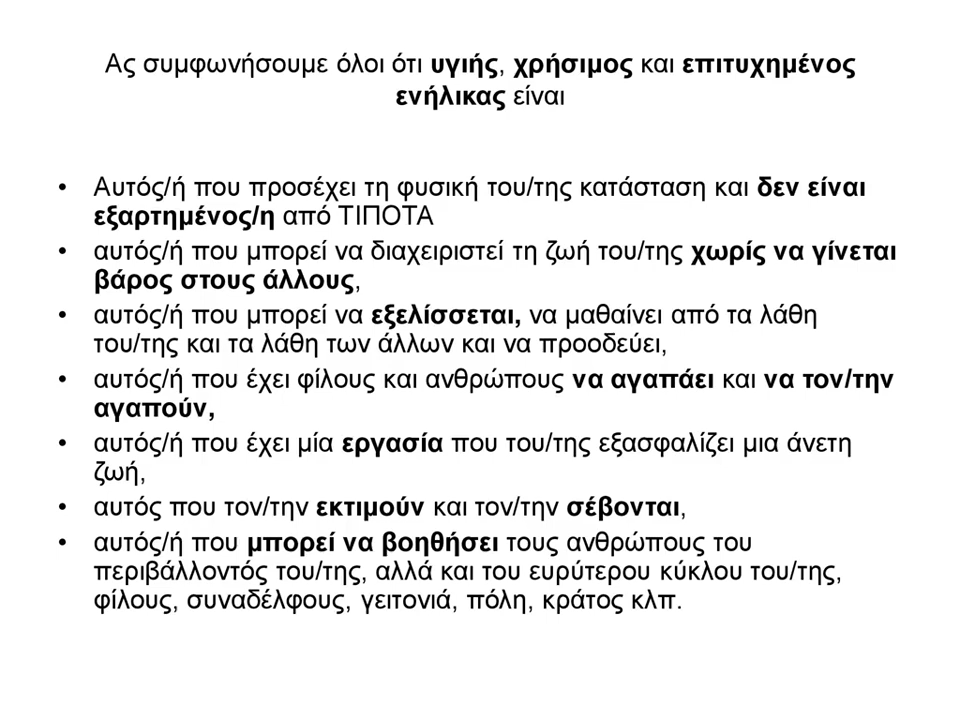 Ας συμφωνήσουμε όλοι ότι υγιής, χρήσιμος και επιτυχημένος
ενήλικας είναι
• Αυτός/ή που προσέχει τη φυσική του/της κατάσταση και δεν είναι
εξαρτημένος/η από ΤΙΠΟΤΑ
• αυτός/ή που μπορεί να διαχειριστεί τη ζωή του/της χωρίς να γίνεται
βάρος στους άλλους,
• αυτός/ή που μπορεί να εξελίσσεται, να μαθαίνει από τα λάθη
του/της και τα λάθη των άλλων και να προοδεύει,
• αυτός/ή που έχει φίλους και ανθρώπους να αγαπάει και να τον/την
αγαπούν,
• αυτός/ή που έχει μία εργασία που του/της εξασφαλίζει μια άνετη
ζωή,
• αυτός που τον/την εκτιμούν και τον/την σέβονται,
• αυτός/ή που μπορεί να βοηθήσει τους ανθρώπους του
περιβάλλοντός του/της, αλλά και του ευρύτερου κύκλου του/της,
φίλους, συναδέλφους, γειτονιά, πόλη, κράτος κλπ.